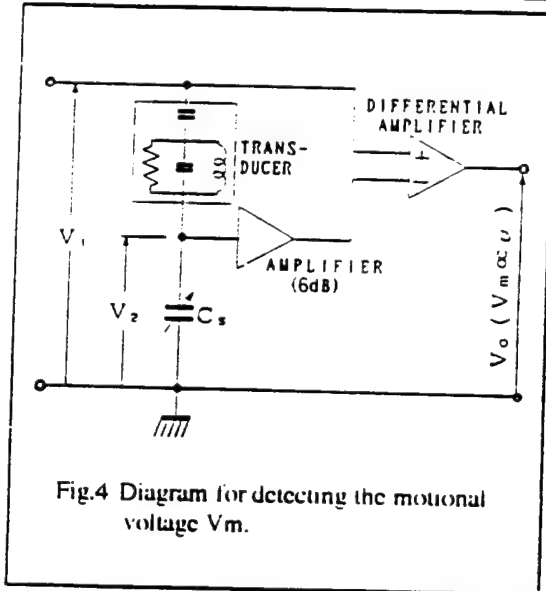 DIFFERENTIAL
AMPLIFIER
TRANS-
DUCER
+
−
V₁
AMPLIFIER
(6dB)
V₂
Cs
Vo (Vm∝υ)
Fig.4 Diagram for detecting the motional
voltage Vm.